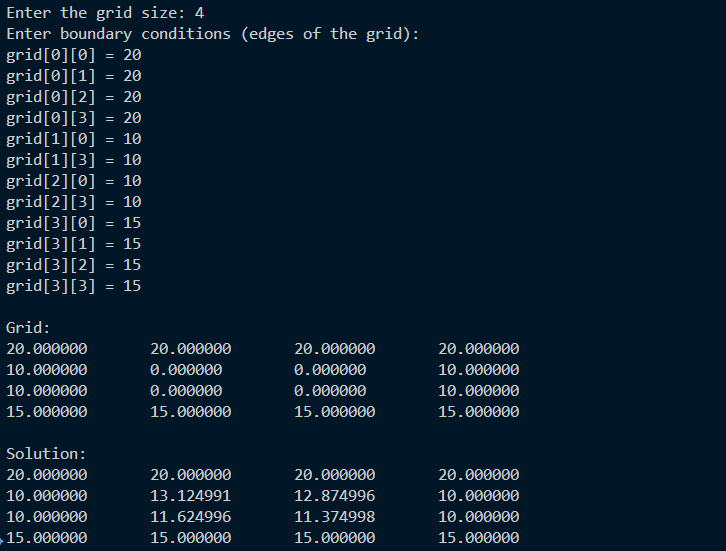 Enter the grid size: 4
Enter boundary conditions (edges of the grid):
grid[0][0] = 20
grid[0][1] = 20
grid[0][2] = 20
grid[0][3] = 20
grid[1][0] = 10
grid[1][3] = 10
grid[2][0] = 10
grid[2][3] = 10
grid[3][0] = 15
grid[3][1] = 15
grid[3][2] = 15
grid[3][3] = 15
Grid:
20.000000 20.000000 20.000000 20.000000
10.000000 0.000000 0.000000 10.000000
10.000000 0.000000 0.000000 10.000000
15.000000 15.000000 15.000000 15.000000
Solution:
20.000000 20.000000 20.000000 20.000000
10.000000 13.124991 12.874996 10.000000
10.000000 11.624996 11.374998 10.000000
15.000000 15.000000 15.000000 15.000000